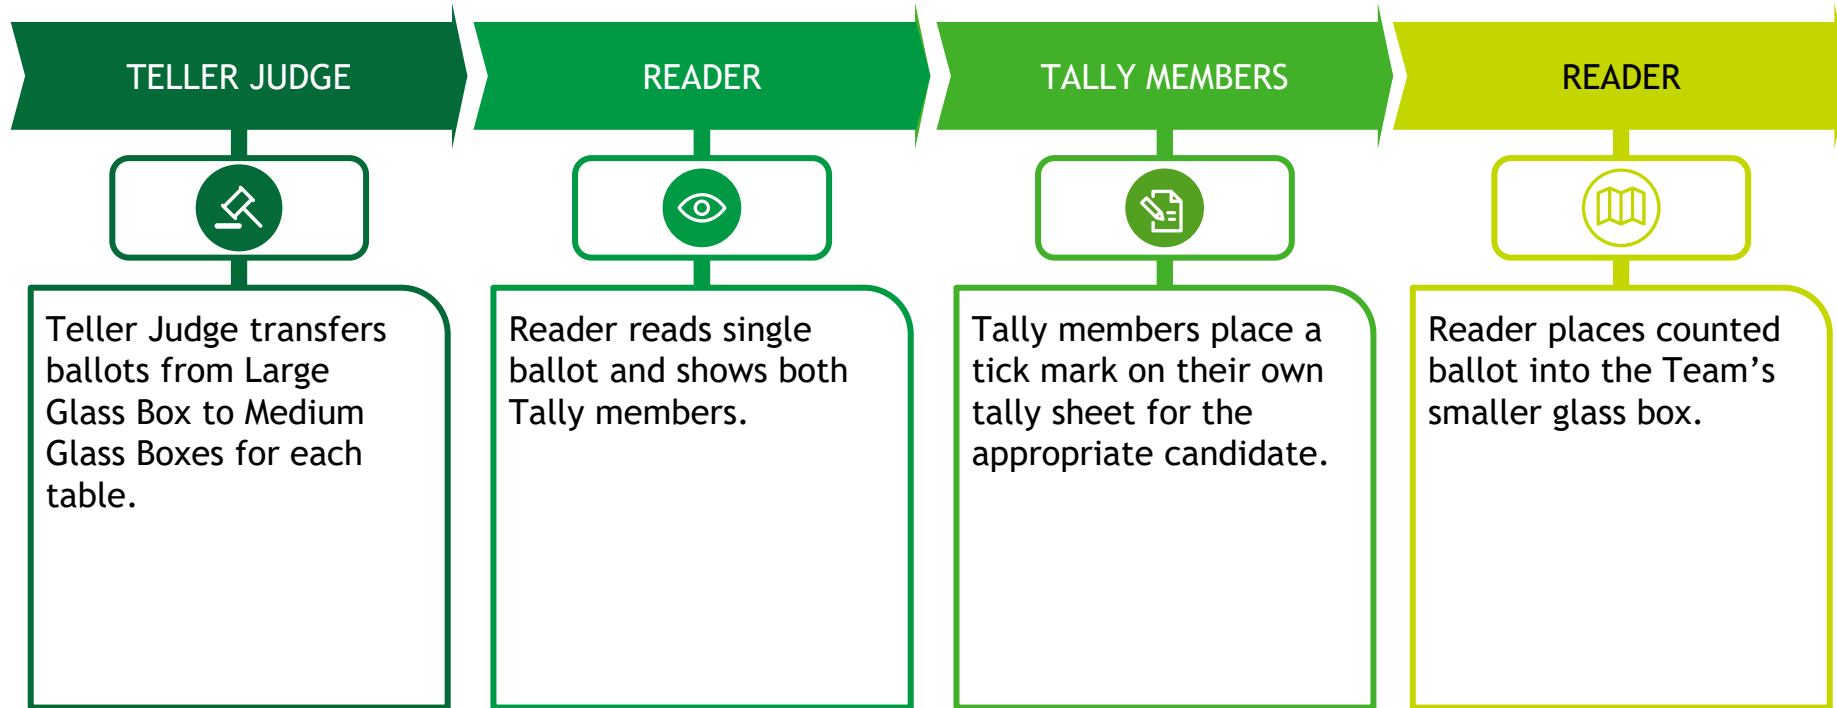 TELLER JUDGE
READER
TALLY MEMBERS
READER
Teller Judge transfers
ballots from Large
Glass Box to Medium
Glass Boxes for each
table.
Reader reads single
ballot and shows both
Tally members.
Tally members place a
tick mark on their own
tally sheet for the
appropriate candidate.
Reader places counted
ballot into the Team’s
smaller glass box.